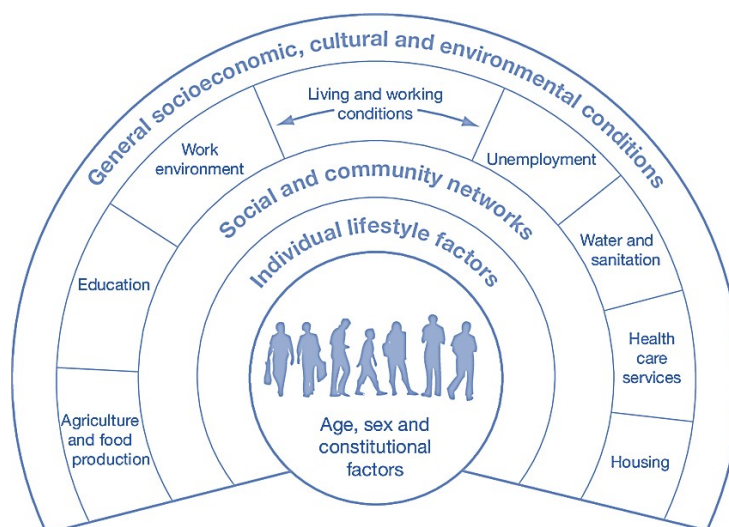 General socioeconomic, cultural and environmental conditions
Living and working
conditions
Work
environment
Unemployment
Education
Water and
sanitation
Agriculture
and food
production
Health
care
services
Housing
Social and community networks
Individual lifestyle factors
Age, sex and
constitutional
factors